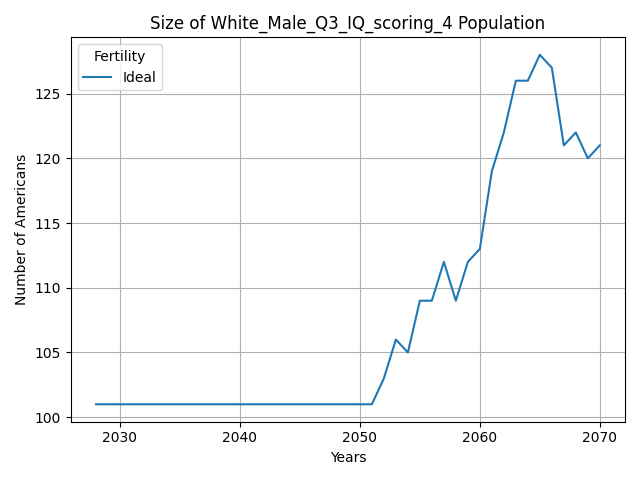 Size of White_Male_Q3_IQ_scoring_4 Population
Fertility
Ideal
Number of Americans
125
120
115
110
105
100
2030 2040 2050 2060 2070
Years